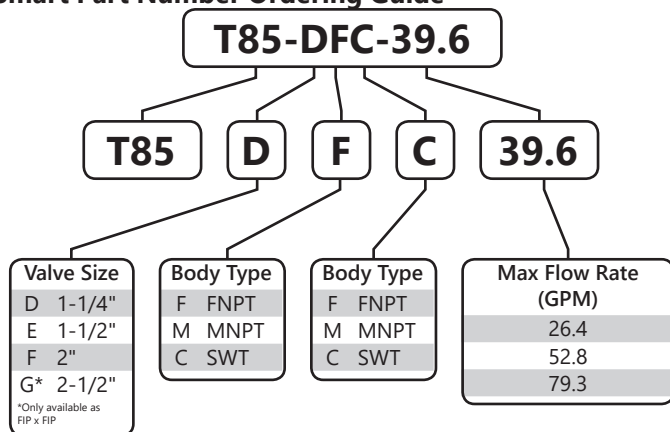 Smart Part Number Ordering Guide
T85-DFC-39.6
T85
D
F
C
39.6
Valve Size
D 1-1/4"
E 1-1/2"
F 2"
G* 2-1/2"
*Only available as
FIP x FIP
Body Type
F FNPT
M MNPT
C SWT
Body Type
F FNPT
M MNPT
C SWT
Max Flow Rate
(GPM)
26.4
52.8
79.3